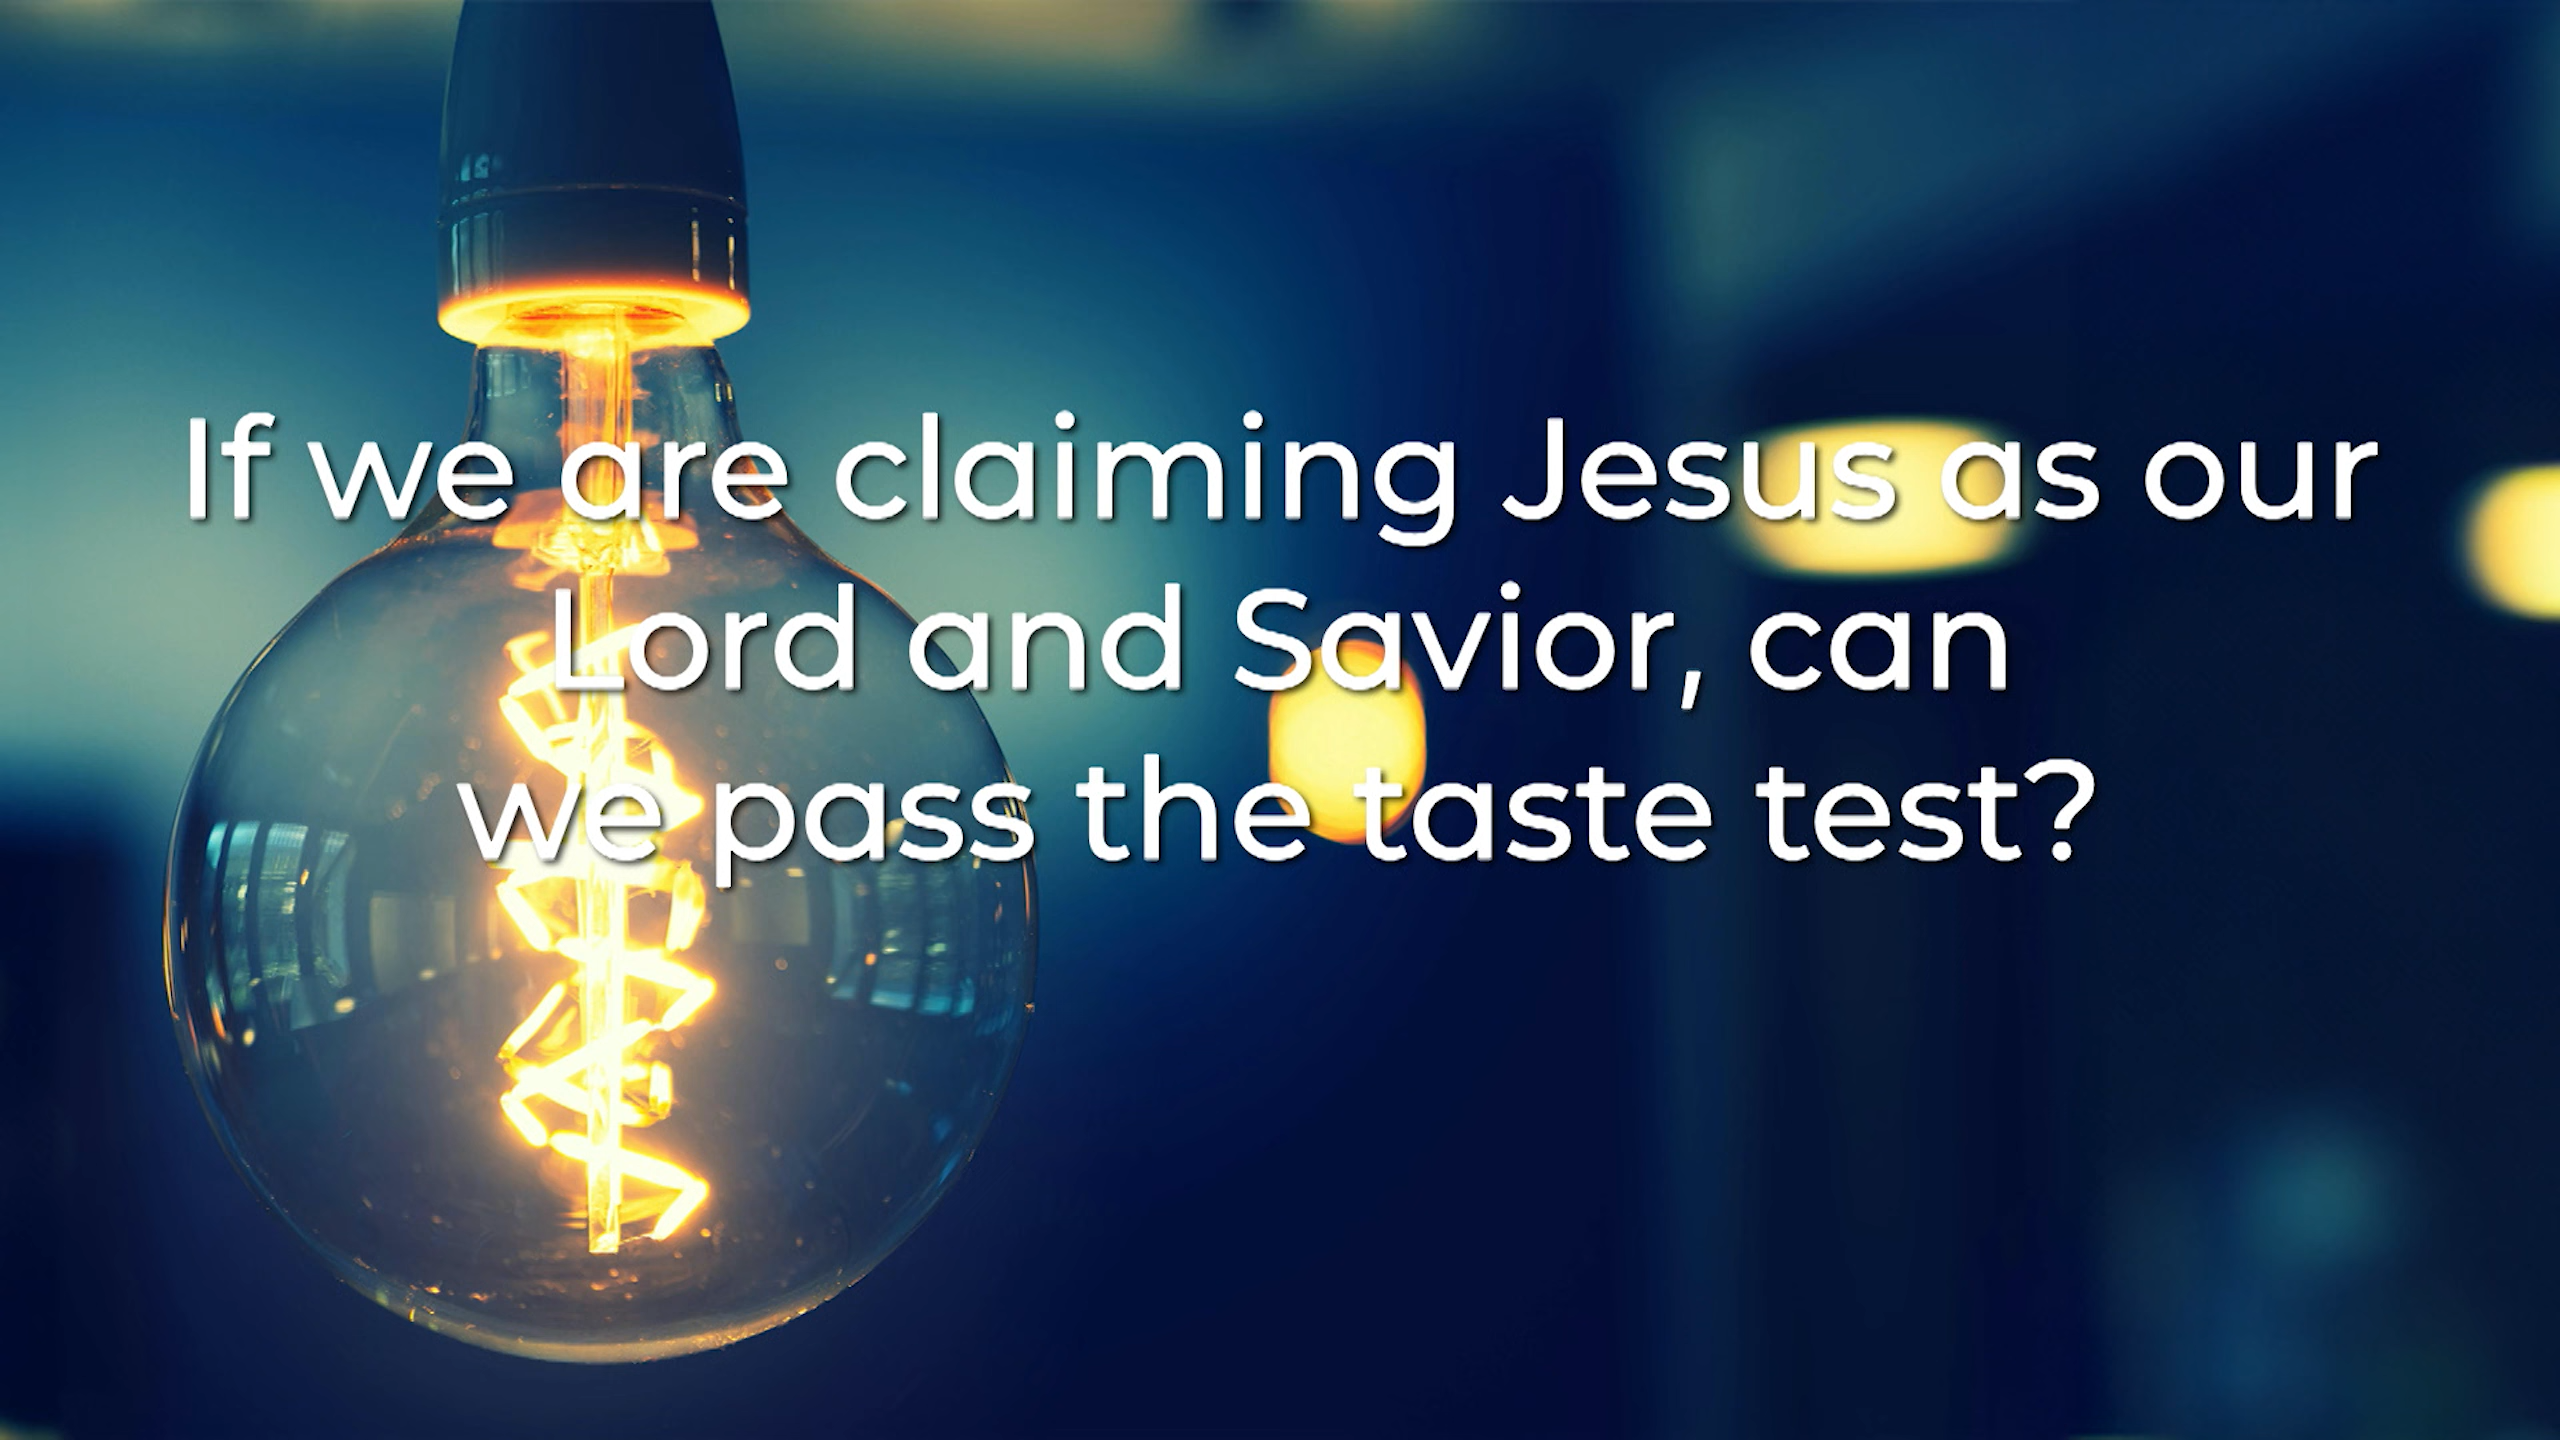 If we are claiming Jesus as our
Lord and Savior, can
we pass the taste test?